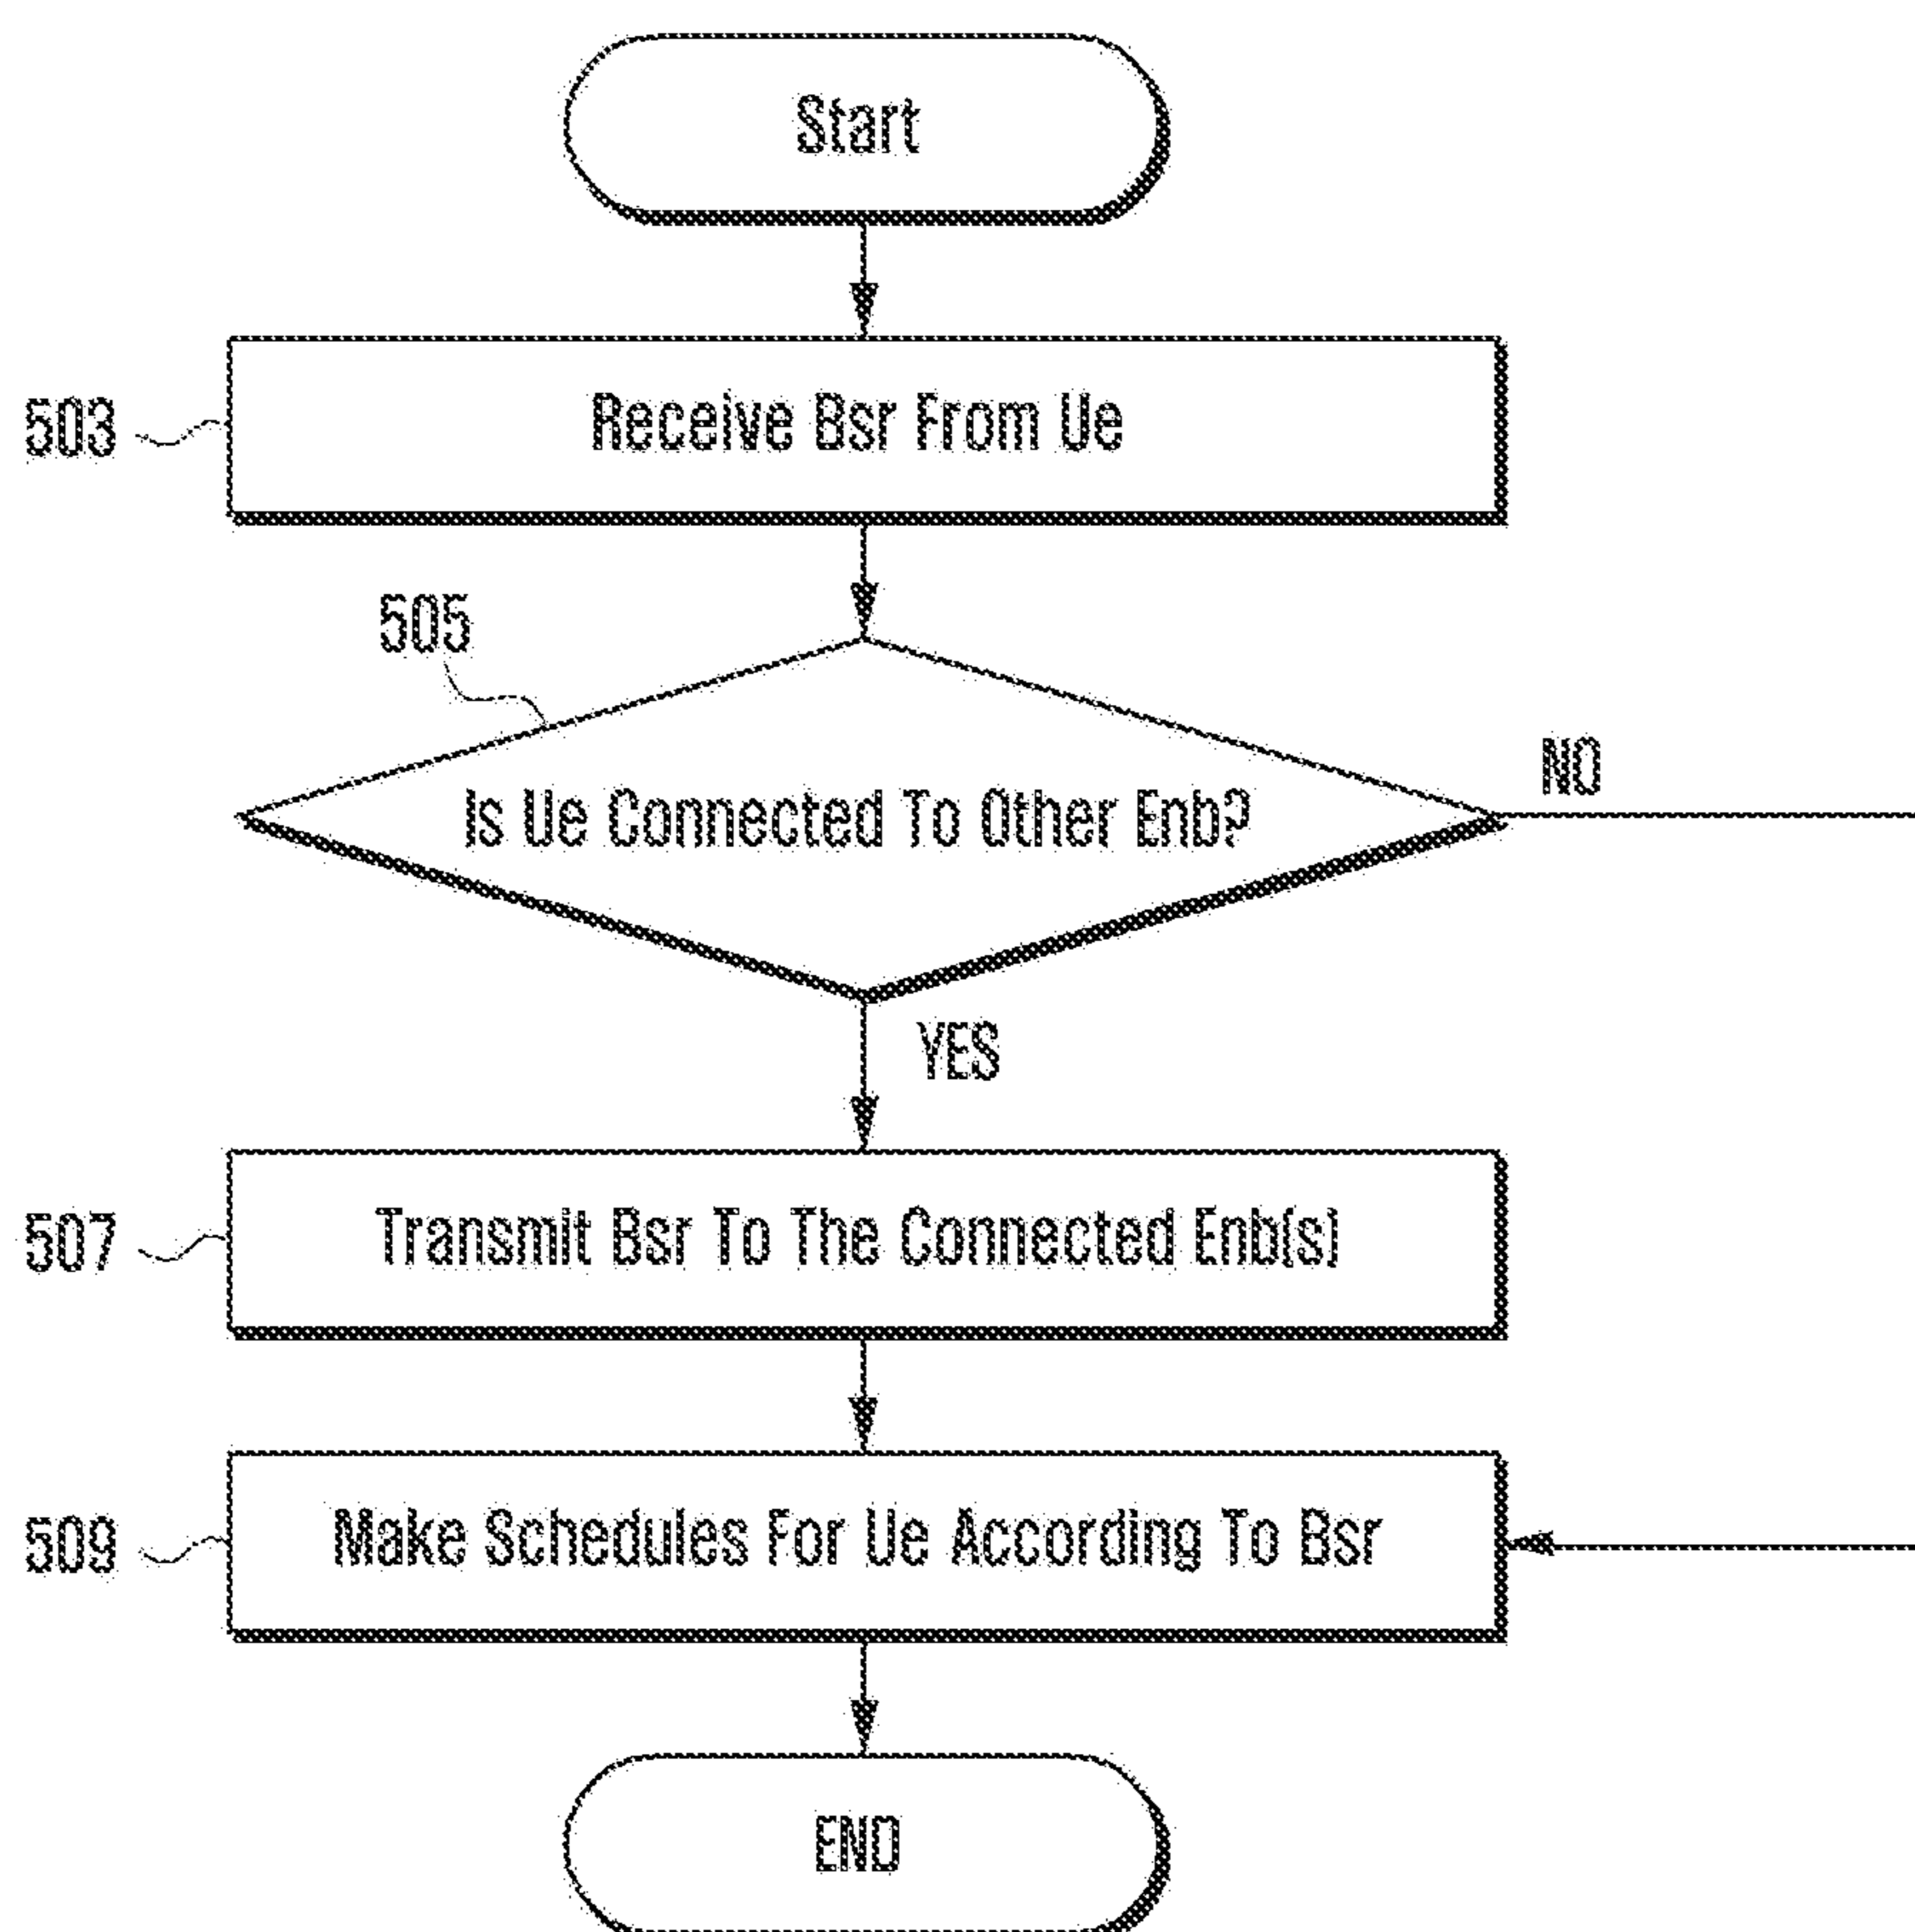 Start
503
Receive Bsr From Ue
505
Is Ue Connected To Other Enb?
NO
YES
507
Transmit Bsr To The Connected Enb(s)
509
Make Schedules For Ue According To Bsr
END